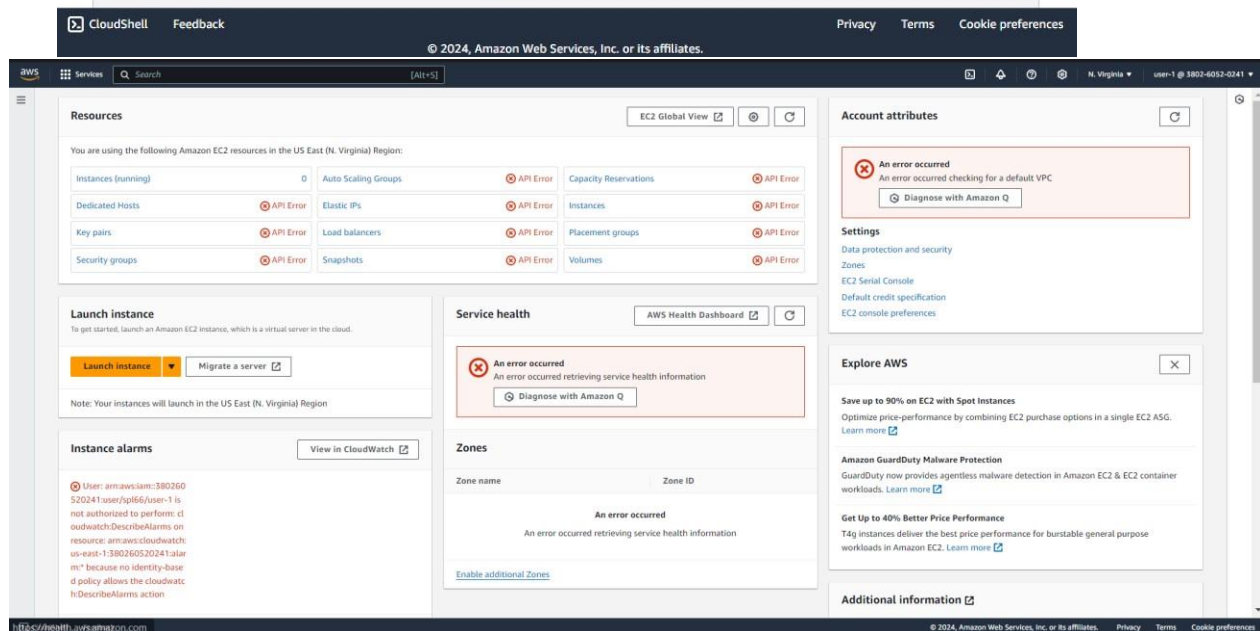 CloudShell Feedback Privacy Terms Cookie preferences
© 2024, Amazon Web Services, Inc. or its affiliates.
aws Services Search [Alt+S] N. Virginia user-1 @ 3802-6052-0241
Resources
EC2 Global View
You are using the following Amazon EC2 resources in the US East (N. Virginia) Region:
Instances (running) 0 Auto Scaling Groups API Error Capacity Reservations API Error
Dedicated Hosts API Error Elastic IPs API Error Instances API Error
Key pairs API Error Load balancers API Error Placement groups API Error
Security groups API Error Snapshots API Error Volumes API Error
Launch instance
To get started, launch an Amazon EC2 instance, which is a virtual server in the cloud.
Launch instance Migrate a server
Note: Your instances will launch in the US East (N. Virginia) Region
Instance alarms
View in CloudWatch
User: arn:aws:iam::380260
520241:user/spl66/user-1 is
not authorized to perform: cl
oudwatch:DescribeAlarms on
resource: arn:aws:cloudwatch:
us-east-1:380260520241:alar
m:* because no identity-base
d policy allows the cloudwatc
h:DescribeAlarms action
Service health
AWS Health Dashboard
An error occurred
An error occurred retrieving service health information
Diagnose with Amazon Q
Zones
Zone name Zone ID
An error occurred
An error occurred retrieving service health information
Enable additional Zones
Account attributes
An error occurred
An error occurred checking for a default VPC
Diagnose with Amazon Q
Settings
Data protection and security
Zones
EC2 Serial Console
Default credit specification
EC2 console preferences
Explore AWS
Save up to 90% on EC2 with Spot Instances
Optimize price-performance by combining EC2 purchase options in a single EC2 ASG.
Learn more
Amazon GuardDuty Malware Protection
GuardDuty now provides agentless malware detection in Amazon EC2 & EC2 container
workloads. Learn more
Get Up to 40% Better Price Performance
T4g instances deliver the best price performance for burstable general purpose
workloads in Amazon EC2. Learn more
Additional information
https://health.aws.amazon.com © 2024, Amazon Web Services, Inc. or its affiliates. Privacy Terms Cookie preferences